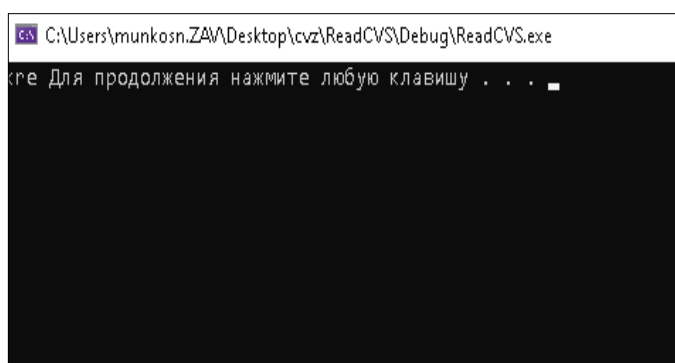 C:\Users\munkosn.ZAV\Desktop\cvz\ReadCVS\Debug\ReadCVS.exe
Для продолжения нажмите любую клавишу . . .